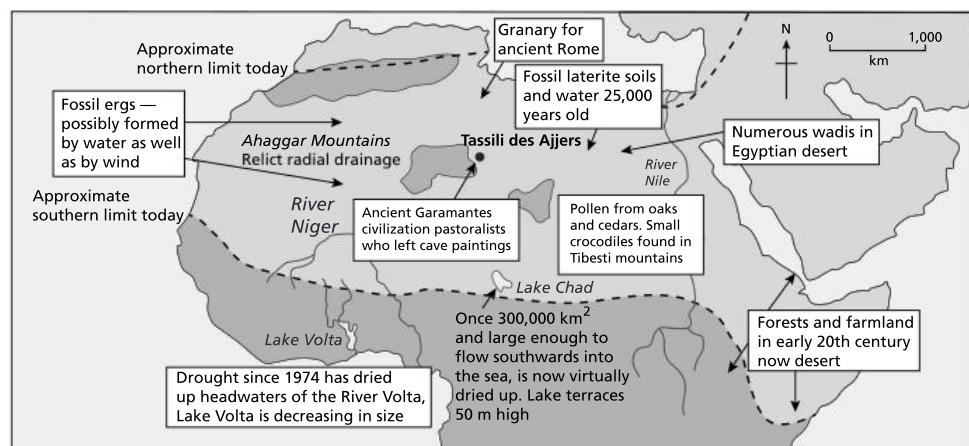 Granary for
ancient Rome
N
0
1,000
km
Approximate
northern limit today
Fossil laterite soils
and water 25,000
years old
Fossil ergs —
possibly formed
by water as well
as by wind
Ahaggar Mountains
Relict radial drainage
Tassili des Ajjers
Numerous wadis in
Egyptian desert
River
Nile
Approximate
southern limit today
River
Niger
Ancient Garamantes
civilization pastoralists
who left cave paintings
Pollen from oaks
and cedars. Small
crocodiles found in
Tibesti mountains
Lake Chad
Once 300,000 km²
and large enough to
flow southwards into
the sea, is now virtually
dried up. Lake terraces
50 m high
Lake Volta
Forests and farmland
in early 20th century
now desert
Drought since 1974 has dried
up headwaters of the River Volta,
Lake Volta is decreasing in size